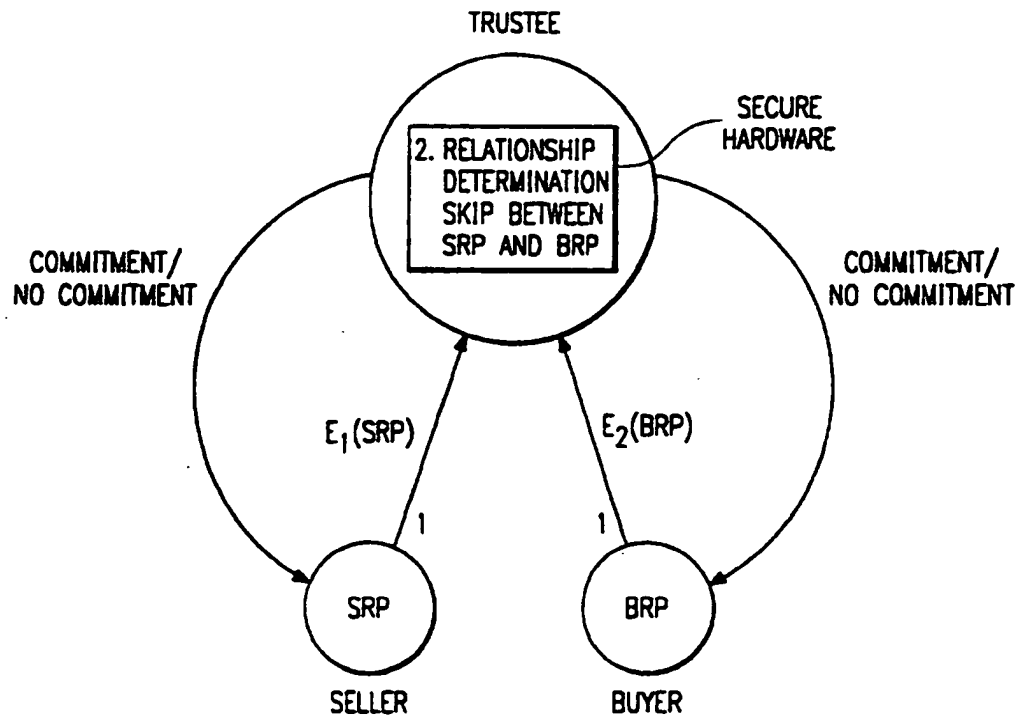 TRUSTEE
SECURE
HARDWARE
2. RELATIONSHIP
DETERMINATION
SKIP BETWEEN
SRP AND BRP
COMMITMENT/
NO COMMITMENT
COMMITMENT/
NO COMMITMENT
E1(SRP)
E2(BRP)
1
1
SRP
BRP
SELLER
BUYER